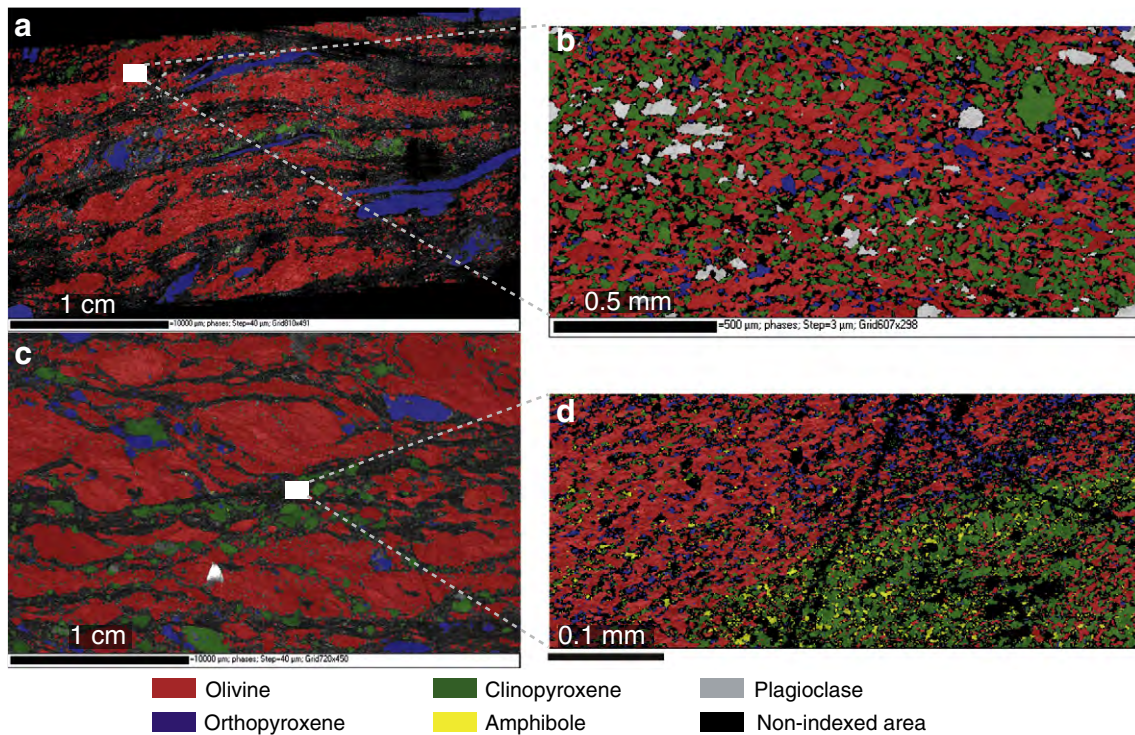 a
b
1 cm
=10000 µm; phases; Step=40 µm; Grid810x491
0.5 mm
=500 µm; phases; Step=3 µm; Grid607x298
c
d
1 cm
=10000 µm; phases; Step=40 µm; Grid720x450
0.1 mm
Olivine
Clinopyroxene
Plagioclase
Orthopyroxene
Amphibole
Non-indexed area